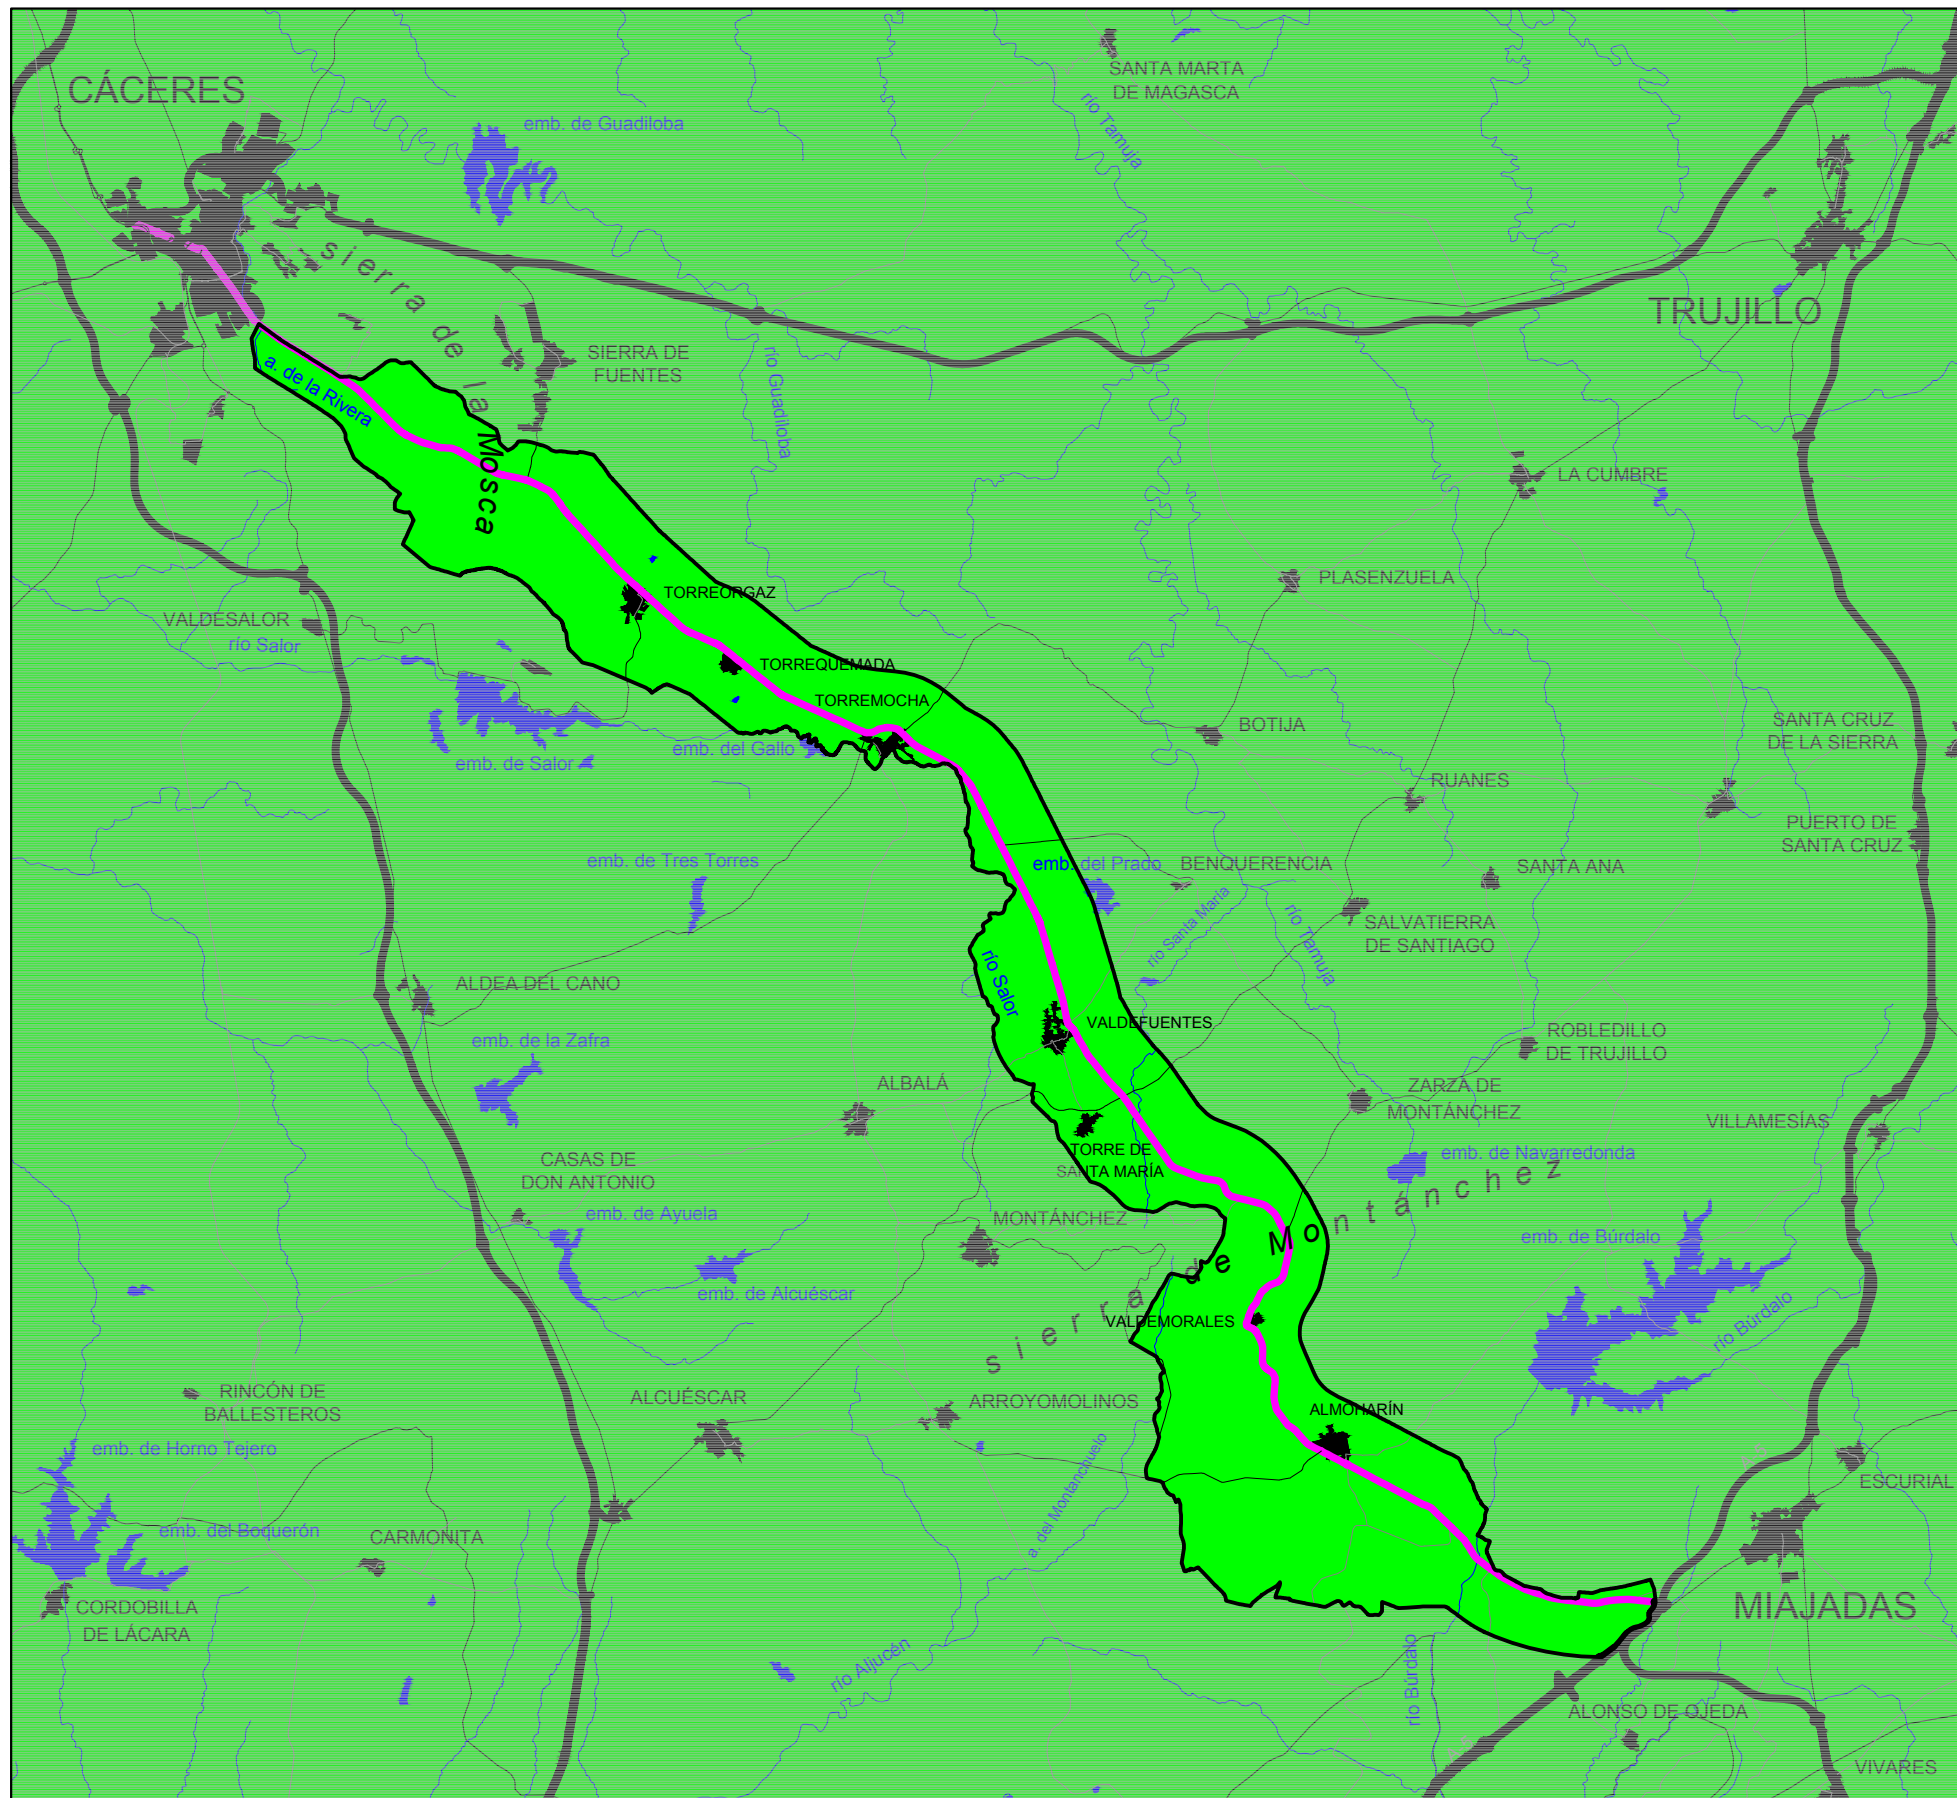 SANTA MARTA
DE MAGASCA
CÁCERES
emb. de Guadiloba
río Tamuja
sierra de la Mosca
TRUJILLO
SIERRA DE
FUENTES
río Guadiloba
a. de la Rivera
LA CUMBRE
PLASENZUELA
TORREORGAZ
VALDESALOR
río Salor
TORREQUEMADA
TORREMOCHA
emb. del Gallo
emb. de Salor
BOTIJA
SANTA CRUZ
DE LA SIERRA
RUANES
PUERTO DE
SANTA CRUZ
emb. de Tres Torres
emb. del Prado
BENQUERENCIA
SANTA ANA
río Santa María
río Tamuja
SALVATIERRA
DE SANTIAGO
río Salor
ALDEA DEL CANO
VALDEFUENTES
emb. de la Zafra
ROBLEDILLO
DE TRUJILLO
ALBALÁ
ZARZA DE
MONTÁNCHEZ
VILLAMESÍAS
TORRE DE
SANTA MARÍA
emb. de Navarredonda
CASAS DE
DON ANTONIO
emb. de Ayuela
MONTÁNCHEZ
sierra de Montánchez
emb. de Búrdalo
emb. de Alcuéscar
VALDEMORALES
río Búrdalo
RINCÓN DE
BALLESTEROS
ALCUÉSCAR
ARROYOMOLINOS
ALMOHARÍN
emb. de Horno Tejero
a. del Montanchuelo
ESCURIAL
emb. del Boquerón
CARMONITA
CORDOBILLA
DE LÁCARA
MIAJADAS
río Aljucén
río Búrdalo
ALONSO DE OJEDA
VIVARES